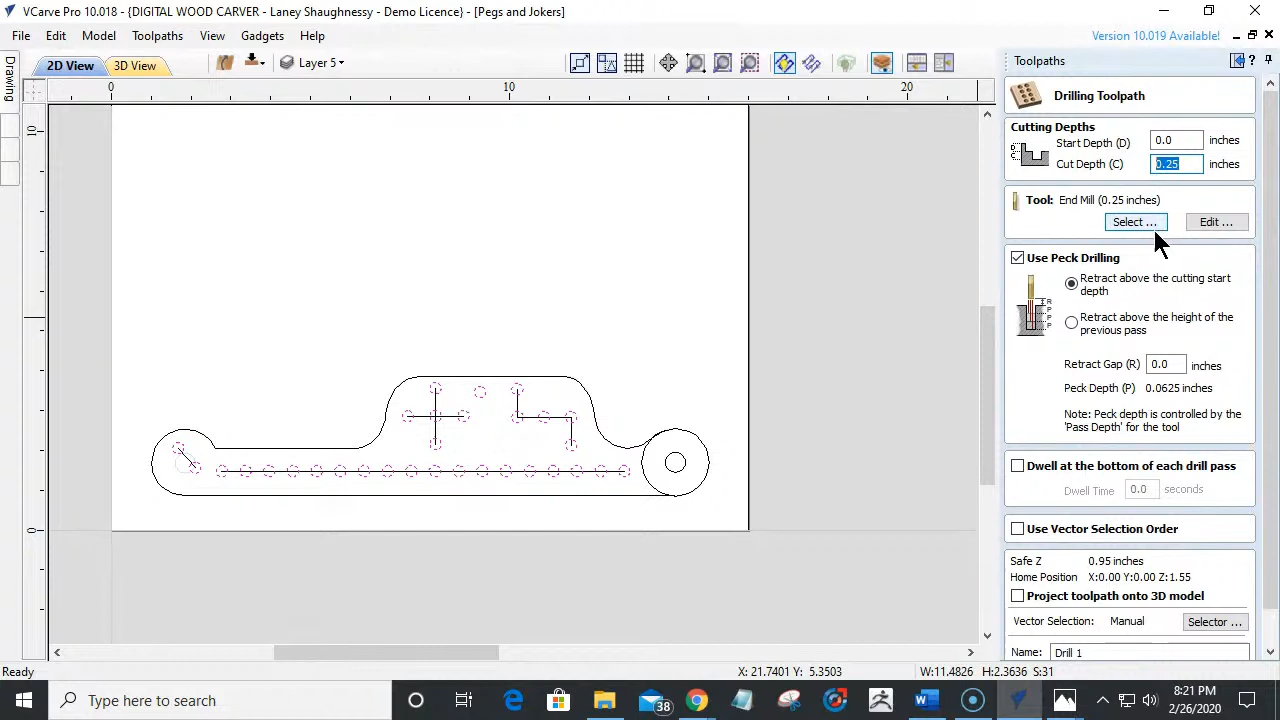 VCarve Pro 10.018 - {DIGITAL WOOD CARVER - Laney Shaughnessy - Demo Licence} - [Pegs and Jokers]
File Edit Model Toolpaths View Gadgets Help
Version 10.019 Available!
Drawing
2D View
3D View
Layer 5
Toolpaths
0 10 20
10
0
Drilling Toolpath
Cutting Depths
Start Depth (D) 0.0 inches
Cut Depth (C) 0.25 inches
Tool: End Mill (0.25 inches)
Select ...
Edit ...
Use Peck Drilling
Retract above the cutting start
depth
Retract above the height of the
previous pass
R
P
P
P
Retract Gap (R) 0.0 inches
Peck Depth (P) 0.0625 inches
Note: Peck depth is controlled by the
'Pass Depth' for the tool
Dwell at the bottom of each drill pass
Dwell Time 0.0 seconds
Use Vector Selection Order
Safe Z 0.95 inches
Home Position X:0.00 Y:0.00 Z:1.55
Project toolpath onto 3D model
Vector Selection: Manual Selector ...
Name: Drill 1
Ready
X: 21.7401 Y: 5.3503
W:11.4826 H:2.3636 S:31
Type here to search
38
8:21 PM
2/26/2020